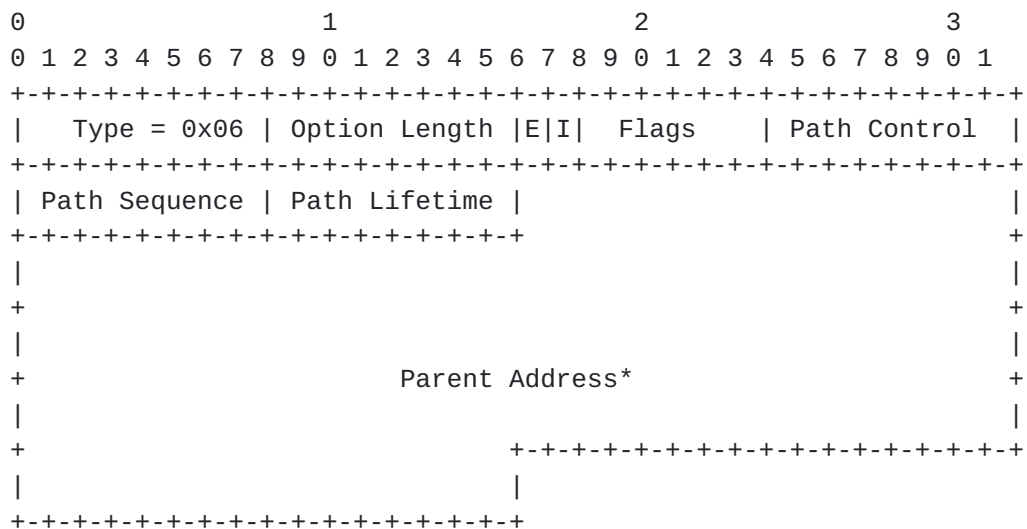 0                   1                   2                   3
0 1 2 3 4 5 6 7 8 9 0 1 2 3 4 5 6 7 8 9 0 1 2 3 4 5 6 7 8 9 0 1
+-+-+-+-+-+-+-+-+-+-+-+-+-+-+-+-+-+-+-+-+-+-+-+-+-+-+-+-+-+-+-+-+
|   Type = 0x06 | Option Length |E|I|  Flags    | Path Control  |
+-+-+-+-+-+-+-+-+-+-+-+-+-+-+-+-+-+-+-+-+-+-+-+-+-+-+-+-+-+-+-+-+
| Path Sequence | Path Lifetime |                               |
+-+-+-+-+-+-+-+-+-+-+-+-+-+-+-+-+                               +
|                                                               |
+                                                               +
|                                                               |
+                        Parent Address*                        +
|                                                               |
+                               +-+-+-+-+-+-+-+-+-+-+-+-+-+-+-+-+
|                               |
+-+-+-+-+-+-+-+-+-+-+-+-+-+-+-+-+